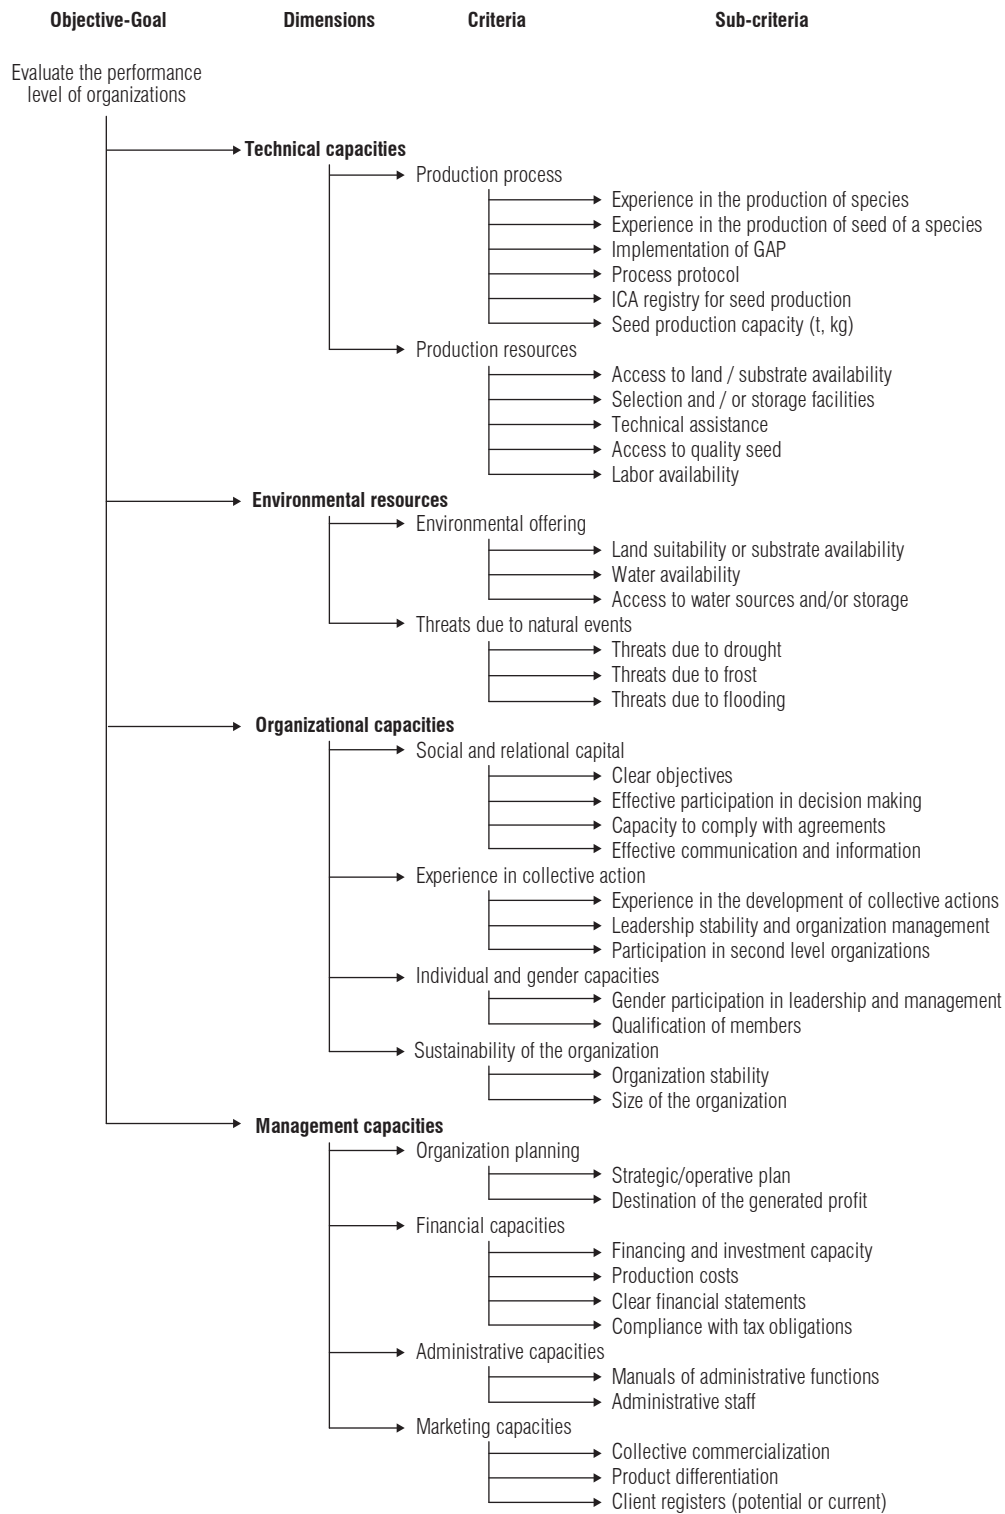 Objective-Goal Dimensions Criteria Sub-criteria
Evaluate the performance
level of organizations
Technical capacities
Production process
Experience in the production of species
Experience in the production of seed of a species
Implementation of GAP
Process protocol
ICA registry for seed production
Seed production capacity (t, kg)
Production resources
Access to land / substrate availability
Selection and / or storage facilities
Technical assistance
Access to quality seed
Labor availability
Environmental resources
Environmental offering
Land suitability or substrate availability
Water availability
Access to water sources and/or storage
Threats due to natural events
Threats due to drought
Threats due to frost
Threats due to flooding
Organizational capacities
Social and relational capital
Clear objectives
Effective participation in decision making
Capacity to comply with agreements
Effective communication and information
Experience in collective action
Experience in the development of collective actions
Leadership stability and organization management
Participation in second level organizations
Individual and gender capacities
Gender participation in leadership and management
Qualification of members
Sustainability of the organization
Organization stability
Size of the organization
Management capacities
Organization planning
Strategic/operative plan
Destination of the generated profit
Financial capacities
Financing and investment capacity
Production costs
Clear financial statements
Compliance with tax obligations
Administrative capacities
Manuals of administrative functions
Administrative staff
Marketing capacities
Collective commercialization
Product differentiation
Client registers (potential or current)